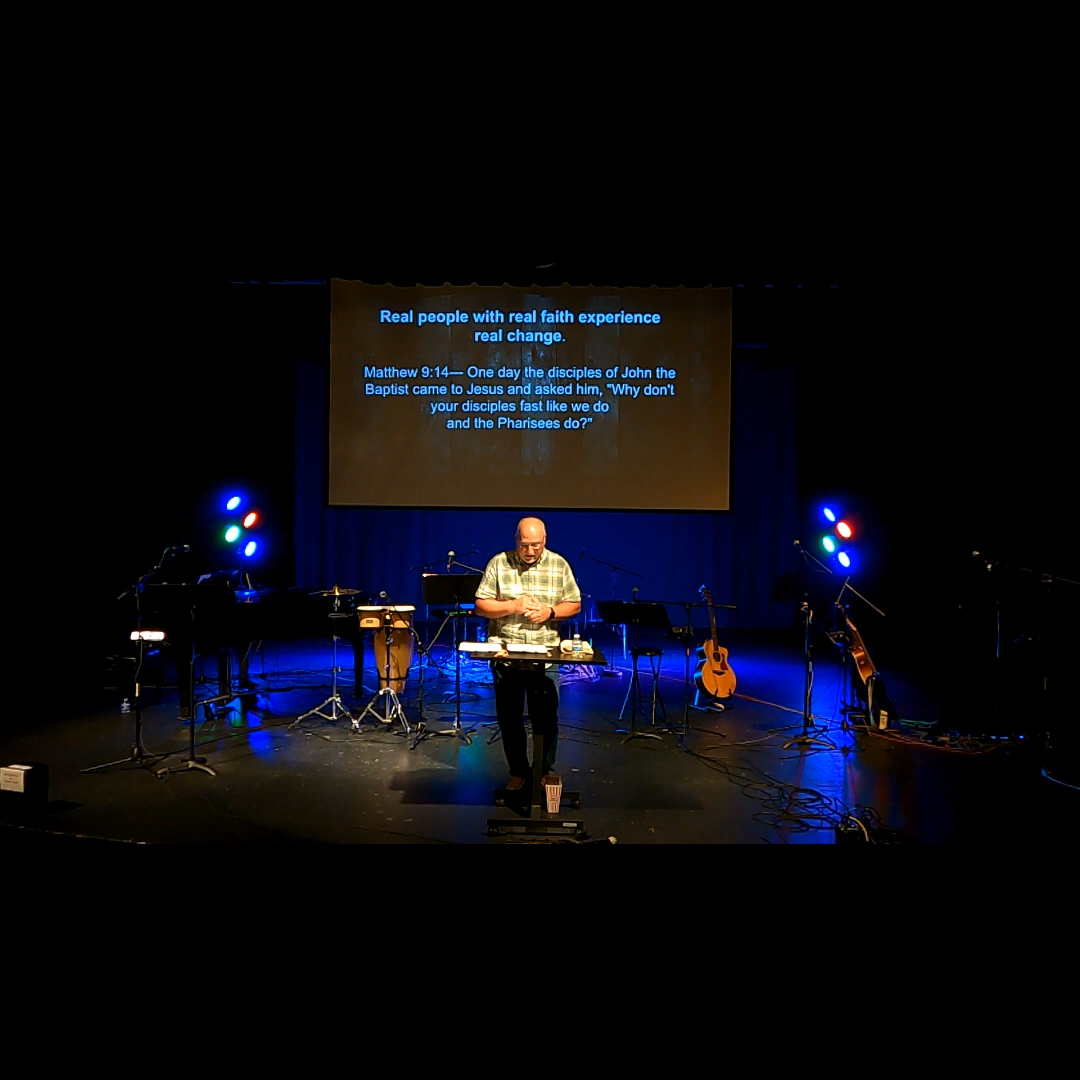 Real people with real faith experience
real change.
Matthew 9:14— One day the disciples of John the
Baptist came to Jesus and asked him, "Why don't
your disciples fast like we do
and the Pharisees do?"